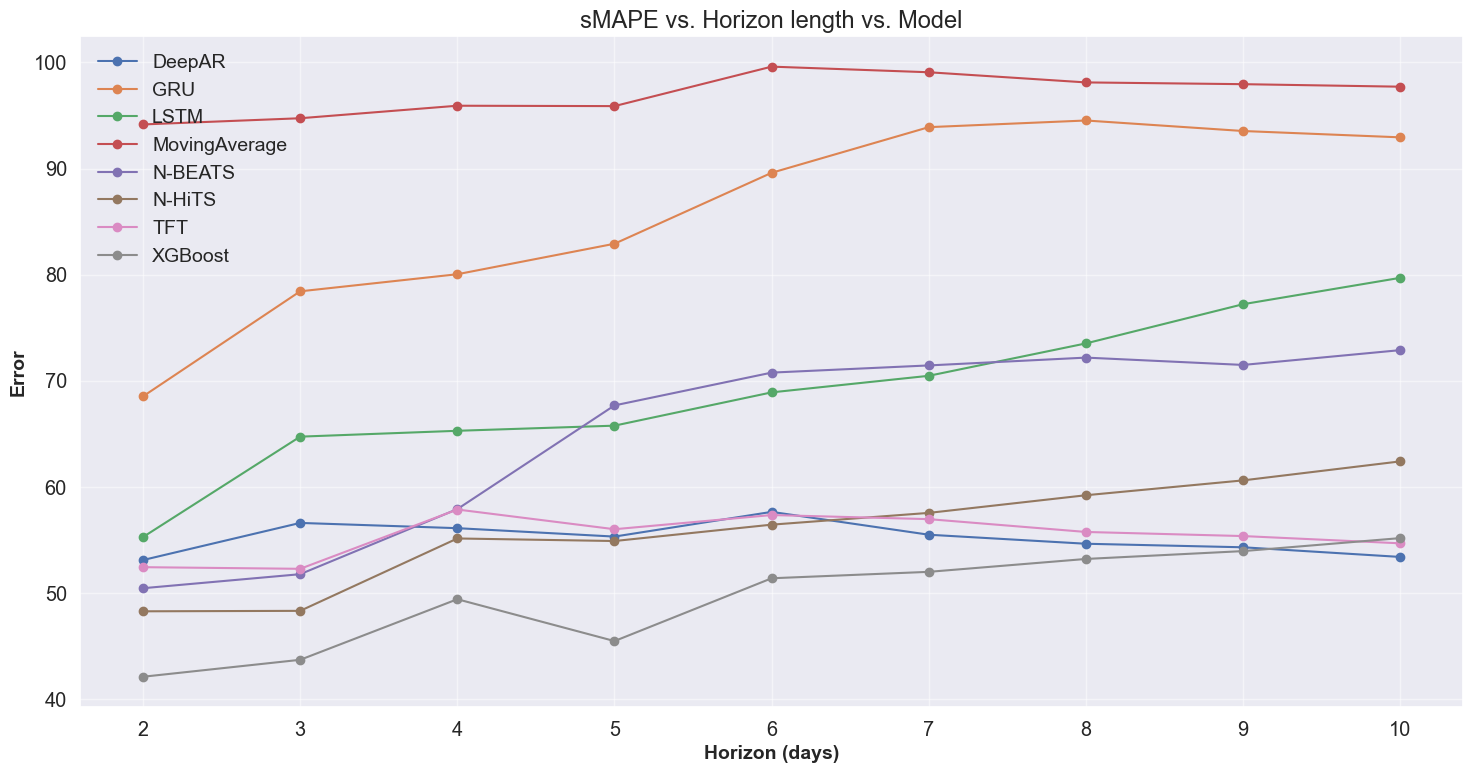 sMAPE vs. Horizon length vs. Model
DeepAR
GRU
LSTM
MovingAverage
N-BEATS
N-HiTS
TFT
XGBoost
Error
100
90
80
70
60
50
40
2 3 4 5 6 7 8 9 10
Horizon (days)